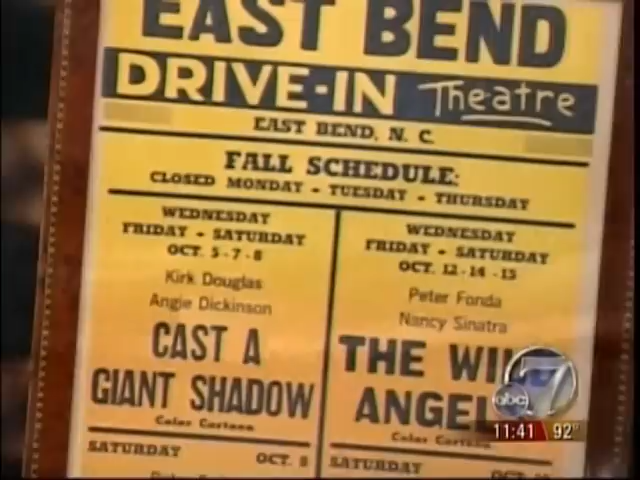 EAST BEND
DRIVE-IN Theatre
EAST BEND, N. C.
FALL SCHEDULE:
CLOSED MONDAY - TUESDAY - THURSDAY
WEDNESDAY
FRIDAY - SATURDAY
OCT. 5-7-8
Kirk Douglas
Angie Dickinson
CAST A
GIANT SHADOW
Color Cartoon
SATURDAY OCT. 8
WEDNESDAY
FRIDAY - SATURDAY
OCT. 12-14-15
Peter Fonda
Nancy Sinatra
THE WIL
ANGEL
Color Cartoon
SATURDAY
abc 7
11:41 92°